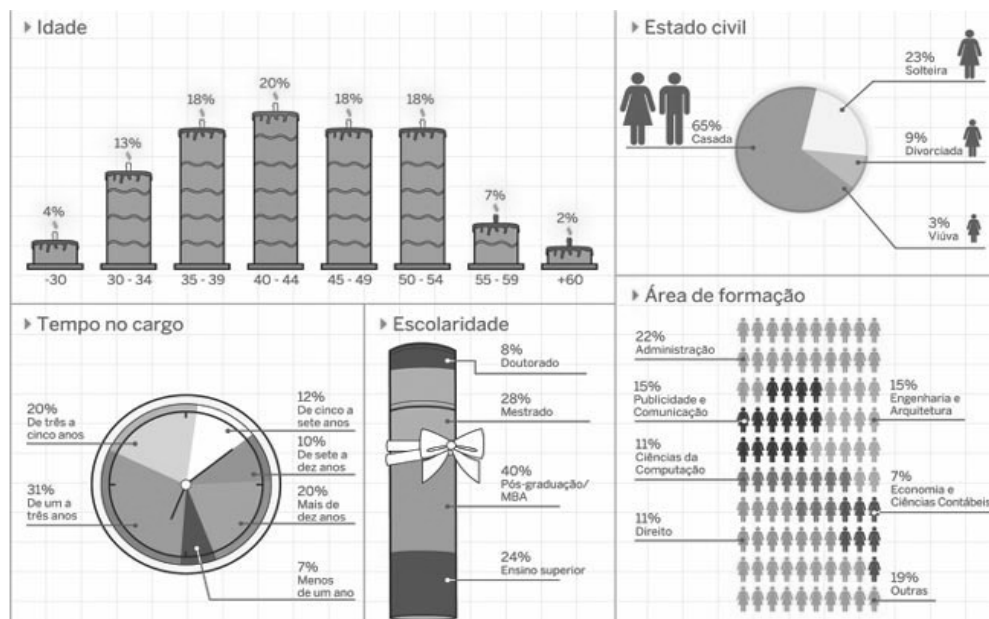 Idade
4%
13%
18%
20%
18%
18%
7%
2%
-30
30 - 34
35 - 39
40 - 44
45 - 49
50 - 54
55 - 59
+60
Estado civil
23%
Solteira
65%
Casada
9%
Divorciada
3%
Viúva
Tempo no cargo
20%
De três a
cinco anos
31%
De um a
três anos
12%
De cinco a
sete anos
10%
De sete a
dez anos
20%
Mais de
dez anos
7%
Menos
de um ano
Escolaridade
8%
Doutorado
28%
Mestrado
40%
Pós-graduação/
MBA
24%
Ensino superior
Área de formação
22%
Administração
15%
Publicidade e
Comunicação
11%
Ciências da
Computação
11%
Direito
15%
Engenharia e
Arquitetura
7%
Economia e
Ciências Contábeis
19%
Outras